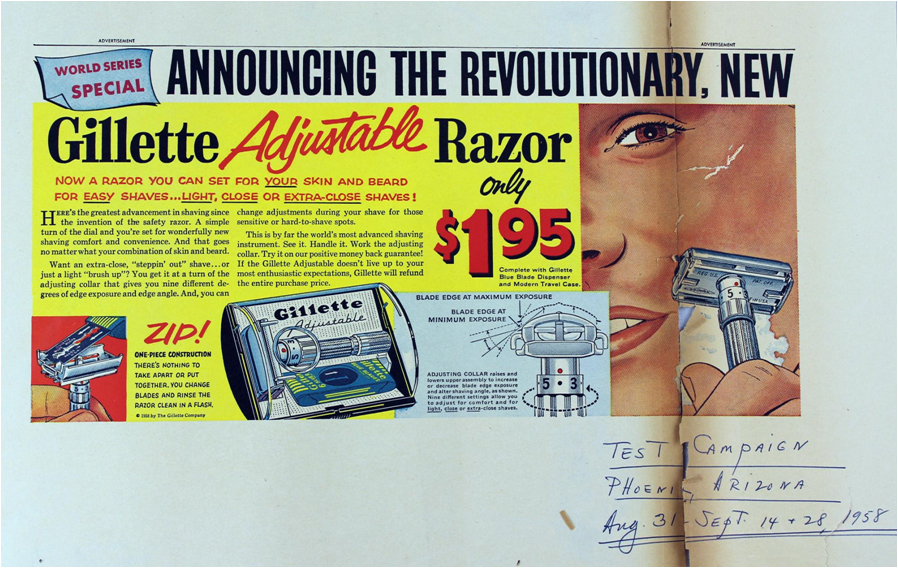 ADVERTISEMENT
ADVERTISEMENT
WORLD SERIES
SPECIAL
ANNOUNCING THE REVOLUTIONARY, NEW
Gillette Adjustable Razor
NOW A RAZOR YOU CAN SET FOR YOUR SKIN AND BEARD
FOR EASY SHAVES...LIGHT, CLOSE OR EXTRA-CLOSE SHAVES!
only
$195
Complete with Gillette
Blue Blade Dispenser
and Modern Travel Case.
HERE'S the greatest advancement in shaving since
the invention of the safety razor. A simple
turn of the dial and you're set for wonderfully new
shaving comfort and convenience. And that goes
no matter what your combination of skin and beard.
Want an extra-close, "steppin' out" shave...or
just a light "brush up"? You get it at a turn of the
adjusting collar that gives you nine different de-
grees of edge exposure and edge angle. And, you can
change adjustments during your shave for those
sensitive or hard-to-shave spots.
This is by far the world's most advanced shaving
instrument. See it. Handle it. Work the adjusting
collar. Try it on our positive money back guarantee!
If the Gillette Adjustable doesn't live up to your
most enthusiastic expectations, Gillette will refund
the entire purchase price.
ZIP!
ONE-PIECE CONSTRUCTION
THERE'S NOTHING TO
TAKE APART OR PUT
TOGETHER. YOU CHANGE
BLADES AND RINSE THE
RAZOR CLEAN IN A FLASH.
© 1958 by The Gillette Company
Gillette
Adjustable
BLADE EDGE AT MAXIMUM EXPOSURE
BLADE EDGE AT
MINIMUM EXPOSURE
ADJUSTING COLLAR raises and
lowers upper assembly to increase
or decrease blade edge exposure
and alter shaving angle, as shown.
Nine different settings allow you
to adjust for comfort and for
light, close or extra-close shaves.
5 · 3
REG. U.S. PAT. OFF.
5
TEST CAMPAIGN
PHOENI, ARIZONA
Aug. 31 - Sept. 14 + 28, 1958